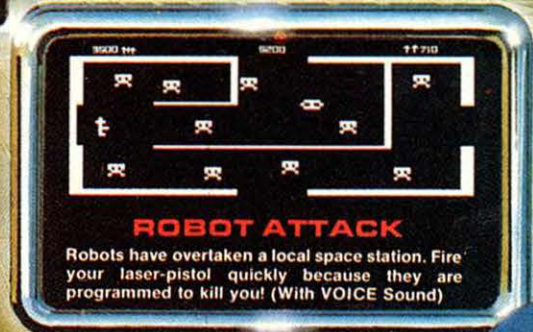 3500 5200 710
ROBOT ATTACK
Robots have overtaken a local space station. Fire
your laser-pistol quickly because they are
programmed to kill you! (With VOICE Sound)